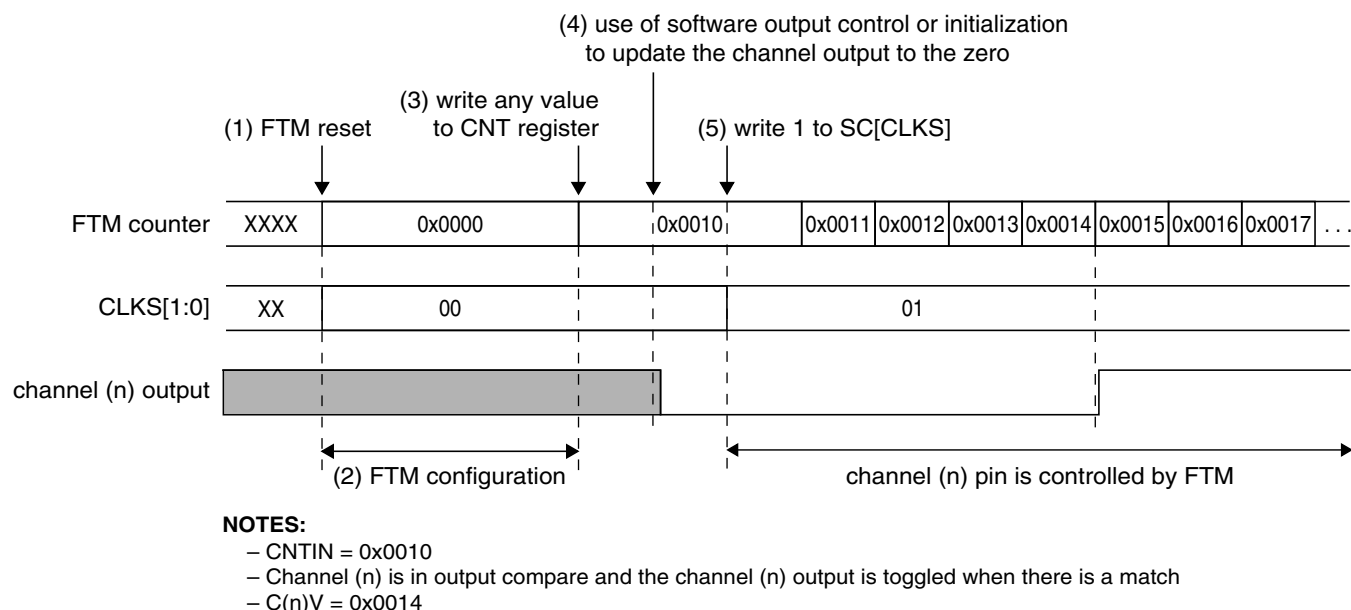 (4) use of software output control or initialization
to update the channel output to the zero
(3) write any value
to CNT register
(1) FTM reset
(5) write 1 to SC[CLKS]
FTM counter XXXX 0x0000 0x0010 0x0011 0x0012 0x0013 0x0014 0x0015 0x0016 0x0017 . . .
CLKS[1:0] XX 00 01
channel (n) output
(2) FTM configuration channel (n) pin is controlled by FTM
NOTES:
– CNTIN = 0x0010
– Channel (n) is in output compare and the channel (n) output is toggled when there is a match
– C(n)V = 0x0014